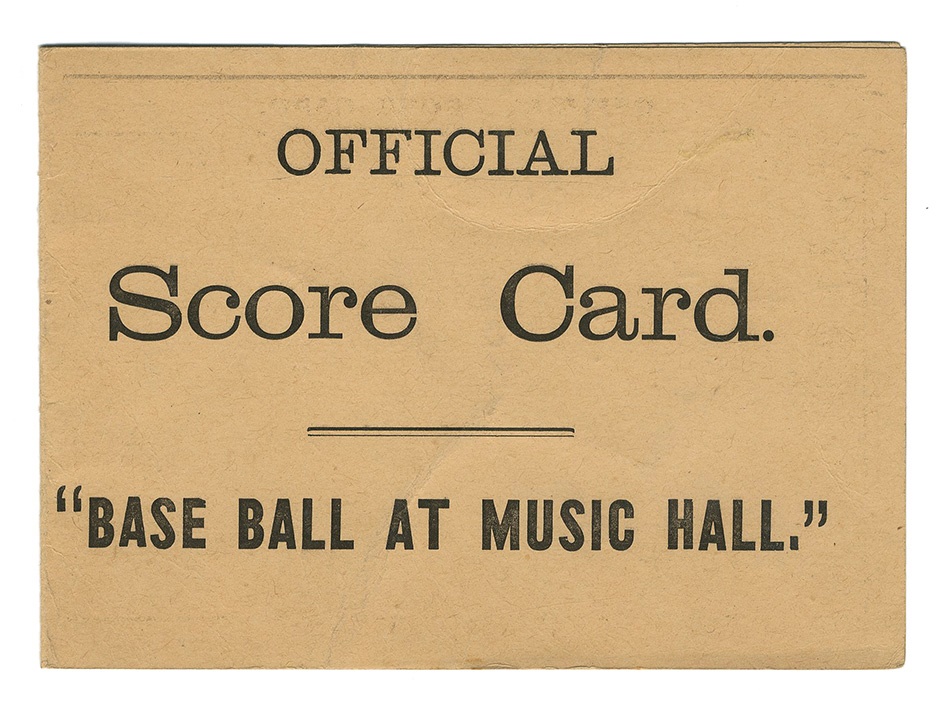 OFFICIAL
Score Card.
“BASE BALL AT MUSIC HALL.”